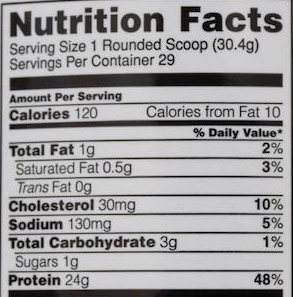 Nutrition Facts
Serving Size 1 Rounded Scoop (30.4g)
Servings Per Container 29
Amount Per Serving
Calories 120 Calories from Fat 10
% Daily Value*
Total Fat 1g 2%
Saturated Fat 0.5g 3%
Trans Fat 0g
Cholesterol 30mg 10%
Sodium 130mg 5%
Total Carbohydrate 3g 1%
Sugars 1g
Protein 24g 48%